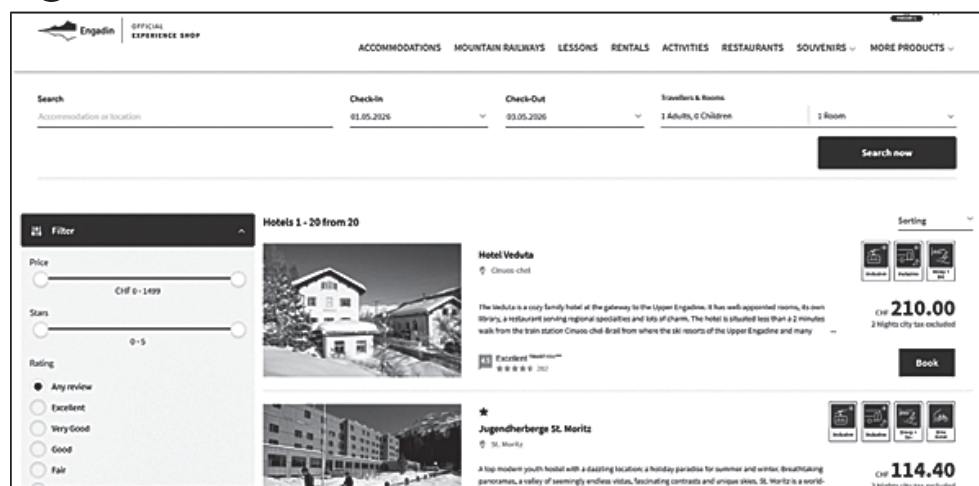 Engadin
OFFICIAL
EXPERIENCE SHOP
ACCOMMODATIONS MOUNTAIN RAILWAYS LESSONS RENTALS ACTIVITIES RESTAURANTS SOUVENIRS MORE PRODUCTS
Search Check-In Check-Out Travellers & Rooms
Accommodation or location 01.05.2026 03.05.2026 1 Adults, 0 Children 1 Room
Search now
Filter
Price
CHF 0 - 1499
Stars
0 - 5
Rating
Any review
Excellent
Very Good
Good
Fair
Hotels 1 - 20 from 20
Sorting
Hotel Veduta
Cinuos-chel
The Veduta is a cozy family hotel at the gateway to the Upper Engadine. It has well-appointed rooms, its own
library, a restaurant serving regional specialities and lots of charm. The hotel is situated less than a 2 minutes
walk from the train station Cinuos-chel-Brail from where the ski resorts of the Upper Engadine and many ...
Excellent
262
Inclusive Inclusive
CHF 210.00
2 Nights city tax excluded
Book
Jugendherberge St. Moritz
St. Moritz
A top modern youth hostel with a dazzling location: a holiday paradise for summer and winter. Breathtaking
panoramas, a valley of seemingly endless vistas, fascinating contrasts and unique skies. St. Moritz is a world-
Inclusive Inclusive
CHF 114.40
2 Nights city tax excluded